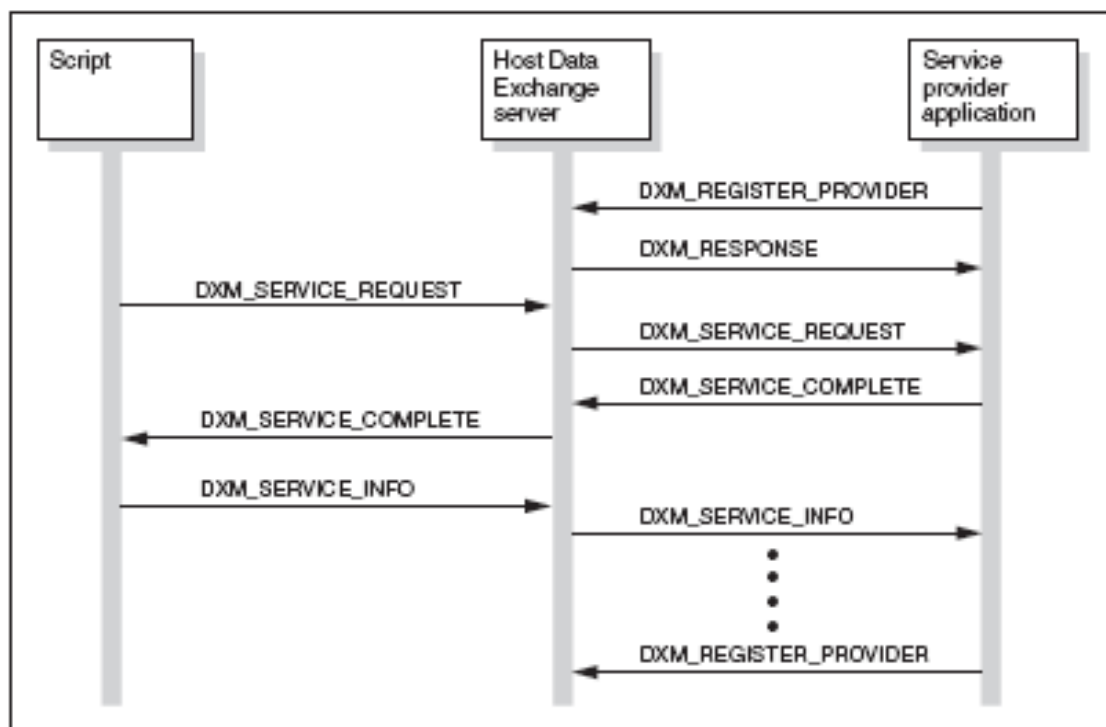 Script
Host Data
Exchange
server
Service
provider
application
DXM_REGISTER_PROVIDER
DXM_RESPONSE
DXM_SERVICE_REQUEST
DXM_SERVICE_REQUEST
DXM_SERVICE_COMPLETE
DXM_SERVICE_COMPLETE
DXM_SERVICE_INFO
DXM_SERVICE_INFO
DXM_REGISTER_PROVIDER